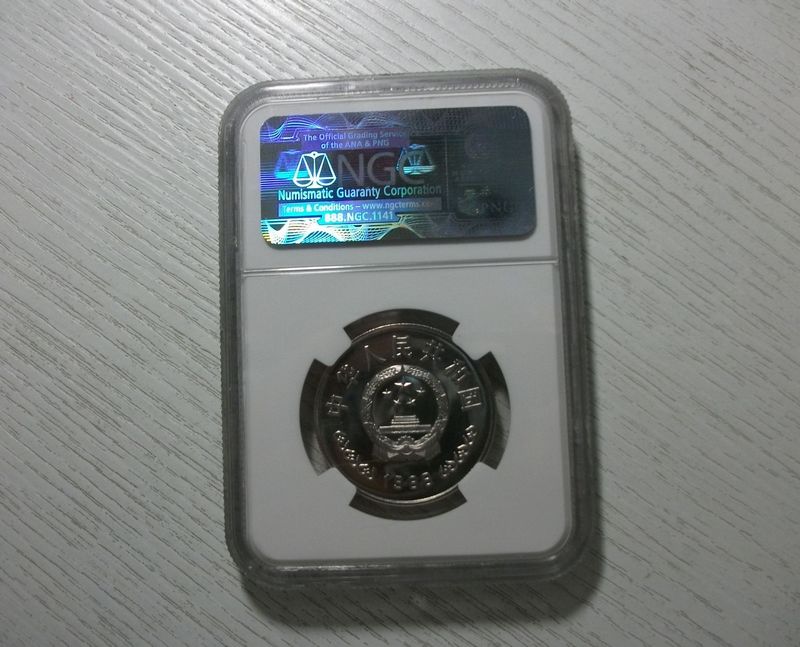 The Official Grading Service
of the ANA & PNG
NGC
Numismatic Guaranty Corporation
Terms & Conditions – www.ngcterms.com
888.NGC.1141
PNG
中华人民共和国